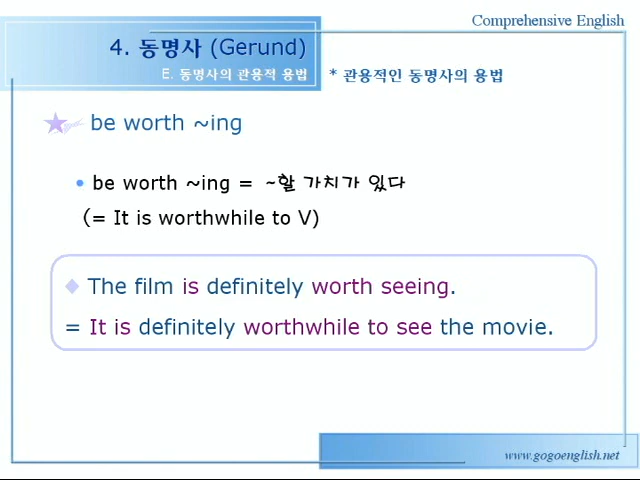 Comprehensive English
4. 동명사 (Gerund)
E. 동명사의 관용적 용법
* 관용적인 동명사의 용법
be worth ~ing
• be worth ~ing = ~할 가치가 있다
(= It is worthwhile to V)
◆ The film is definitely worth seeing.
= It is definitely worthwhile to see the movie.
www.gogoenglish.net